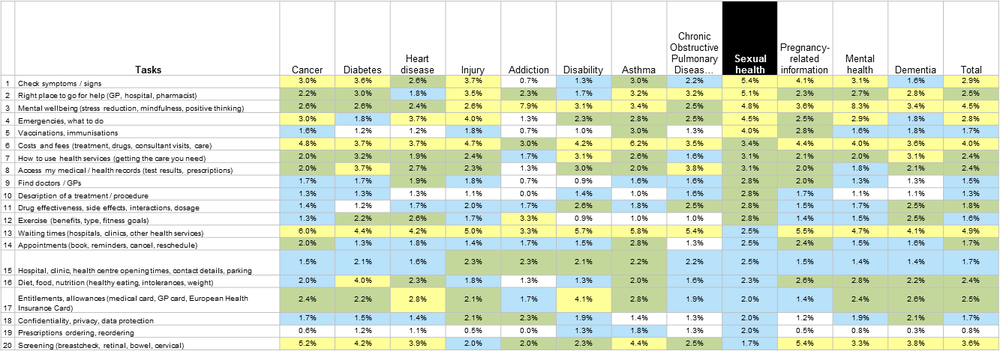 Tasks Cancer Diabetes Heart disease Injury Addiction Disability Asthma Chronic Obstructive Pulmonary Diseas... Sexual health Pregnancy-related information Mental health Dementia Total
1 Check symptoms / signs 3.0% 3.6% 2.6% 3.7% 0.7% 1.3% 3.0% 2.2% 5.4% 4.1% 3.1% 1.6% 2.9%
2 Right place to go for help (GP, hospital, pharmacist) 2.2% 3.0% 1.8% 3.5% 2.3% 1.7% 3.2% 3.2% 5.1% 2.3% 2.7% 2.8% 2.5%
3 Mental wellbeing (stress reduction, mindfulness, positive thinking) 2.6% 2.6% 2.4% 2.6% 7.9% 3.1% 3.4% 2.5% 4.8% 3.6% 8.3% 3.4% 4.5%
4 Emergencies, what to do 3.0% 1.8% 3.7% 4.0% 1.3% 2.3% 2.8% 2.5% 4.5% 2.5% 2.9% 1.8% 2.8%
5 Vaccinations, immunisations 1.6% 1.2% 1.2% 1.8% 0.7% 1.0% 3.0% 1.3% 4.0% 2.8% 1.6% 1.8% 1.7%
6 Costs and fees (treatment, drugs, consultant visits, care) 4.8% 3.7% 3.7% 4.7% 3.0% 4.2% 6.2% 3.5% 3.4% 4.4% 4.0% 3.6% 4.0%
7 How to use health services (getting the care you need) 2.0% 3.2% 1.9% 2.4% 1.7% 3.1% 2.6% 1.6% 3.1% 2.1% 2.0% 3.1% 2.4%
8 Access my medical / health records (test results, prescriptions) 2.0% 3.7% 2.7% 2.3% 1.3% 3.0% 2.0% 3.8% 3.1% 2.0% 1.8% 2.1% 2.4%
9 Find doctors / GPs 1.7% 1.7% 1.9% 1.8% 0.7% 0.9% 1.6% 1.6% 2.8% 2.0% 1.3% 1.3% 1.5%
10 Description of a treatment / procedure 1.3% 1.3% 1.3% 1.1% 0.0% 1.4% 1.0% 1.6% 2.8% 1.7% 1.1% 1.1% 1.3%
11 Drug effectiveness, side effects, interactions, dosage 1.4% 1.2% 1.7% 2.0% 1.7% 2.6% 1.8% 2.5% 2.8% 1.5% 1.7% 2.5% 1.8%
12 Exercise (benefits, type, fitness goals) 1.3% 2.2% 2.6% 1.7% 3.3% 0.9% 1.0% 1.0% 2.8% 1.4% 1.5% 2.5% 1.6%
13 Waiting times (hospitals, clinics, other health services) 6.0% 4.4% 4.2% 5.0% 3.3% 5.7% 5.8% 5.4% 2.5% 5.5% 4.7% 4.1% 4.9%
14 Appointments (book, reminders, cancel, reschedule) 2.0% 1.3% 1.8% 1.4% 1.7% 1.5% 2.8% 1.3% 2.5% 2.4% 1.5% 1.6% 1.7%
15 Hospital, clinic, health centre opening times, contact details, parking 1.5% 2.1% 1.6% 2.3% 2.3% 2.1% 2.2% 2.2% 2.5% 1.5% 1.4% 1.4% 1.7%
16 Diet, food, nutrition (healthy eating, intolerances, weight) 2.0% 4.0% 2.3% 1.8% 1.3% 1.3% 2.0% 1.6% 2.3% 2.6% 2.8% 2.2% 2.4%
17 Entitlements, allowances (medical card, GP card, European Health Insurance Card) 2.4% 2.2% 2.8% 2.1% 1.7% 4.1% 2.8% 1.9% 2.0% 1.4% 2.4% 2.6% 2.5%
18 Confidentiality, privacy, data protection 1.7% 1.5% 1.4% 2.1% 2.3% 1.9% 1.4% 1.3% 2.0% 1.2% 1.9% 2.1% 1.7%
19 Prescriptions ordering, reordering 0.6% 1.2% 1.1% 0.5% 0.0% 1.3% 1.8% 1.3% 2.0% 0.5% 0.8% 0.3% 0.8%
20 Screening (breastcheck, retinal, bowel, cervical) 5.2% 4.2% 3.9% 2.0% 2.0% 2.3% 4.4% 2.5% 1.7% 5.4% 3.3% 3.8% 3.6%